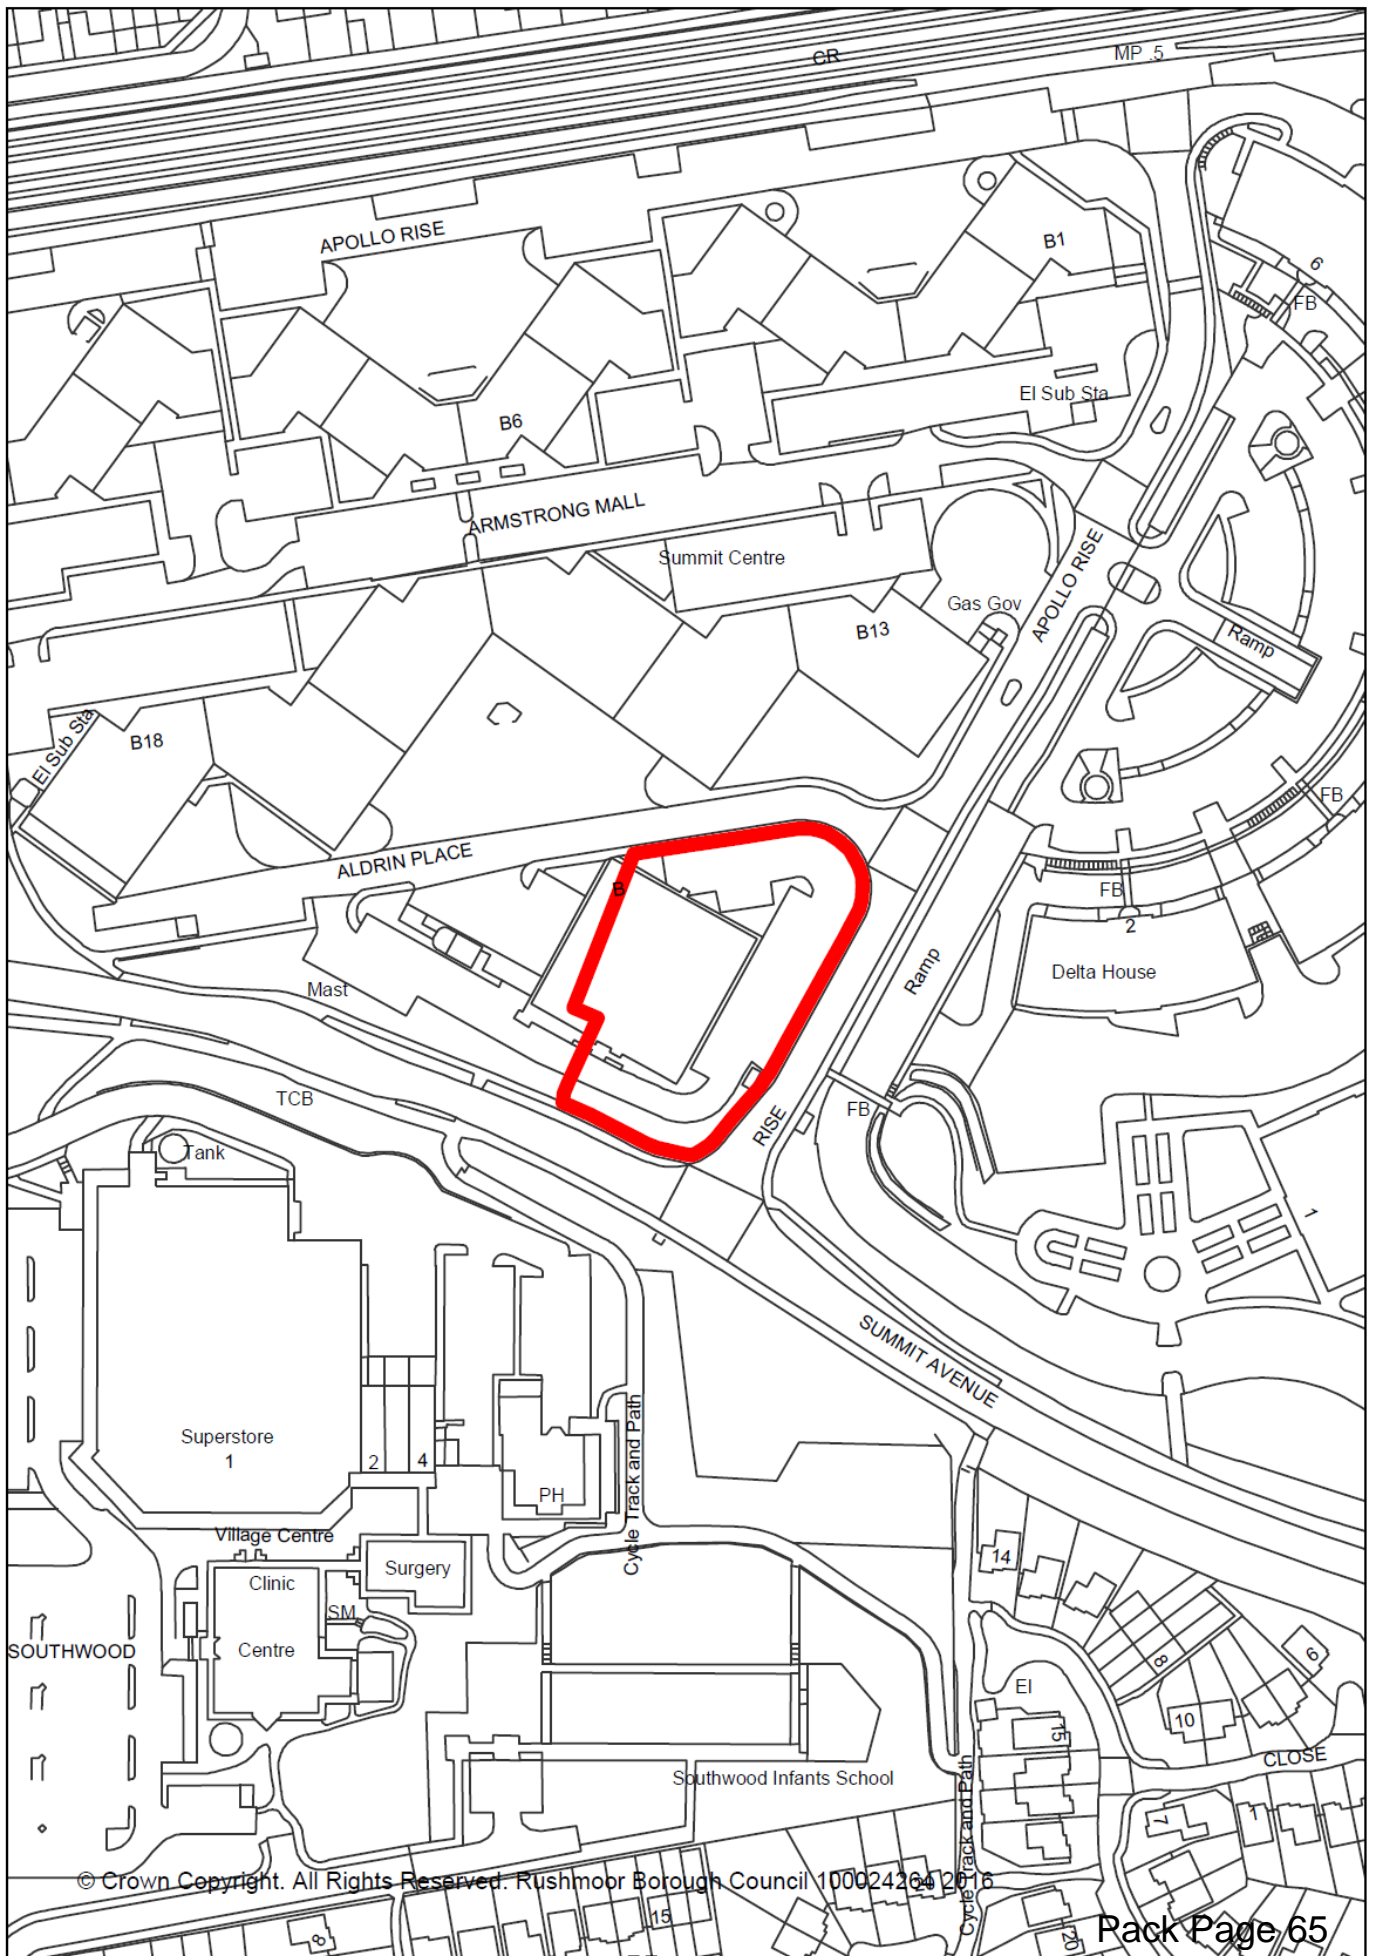 CR
MP .5
APOLLO RISE
B1
6
FB
El Sub Sta
B6
ARMSTRONG MALL
Summit Centre
APOLLO RISE
Gas Gov
B13
Ramp
El Sub Sta
B18
FB
ALDRIN PLACE
B
FB
2
Delta House
Ramp
Mast
TCB
FB
RISE
Tank
1
SUMMIT AVENUE
Superstore
1
2
4
Cycle Track and Path
PH
Village Centre
14
Surgery
Clinic
SM
SOUTHWOOD
Centre
8
6
El
10
15
CLOSE
Southwood Infants School
7
1
Cycle Track and Path
© Crown Copyright. All Rights Reserved. Rushmoor Borough Council 100024264 2016
20
15
8
20
Pack Page 65